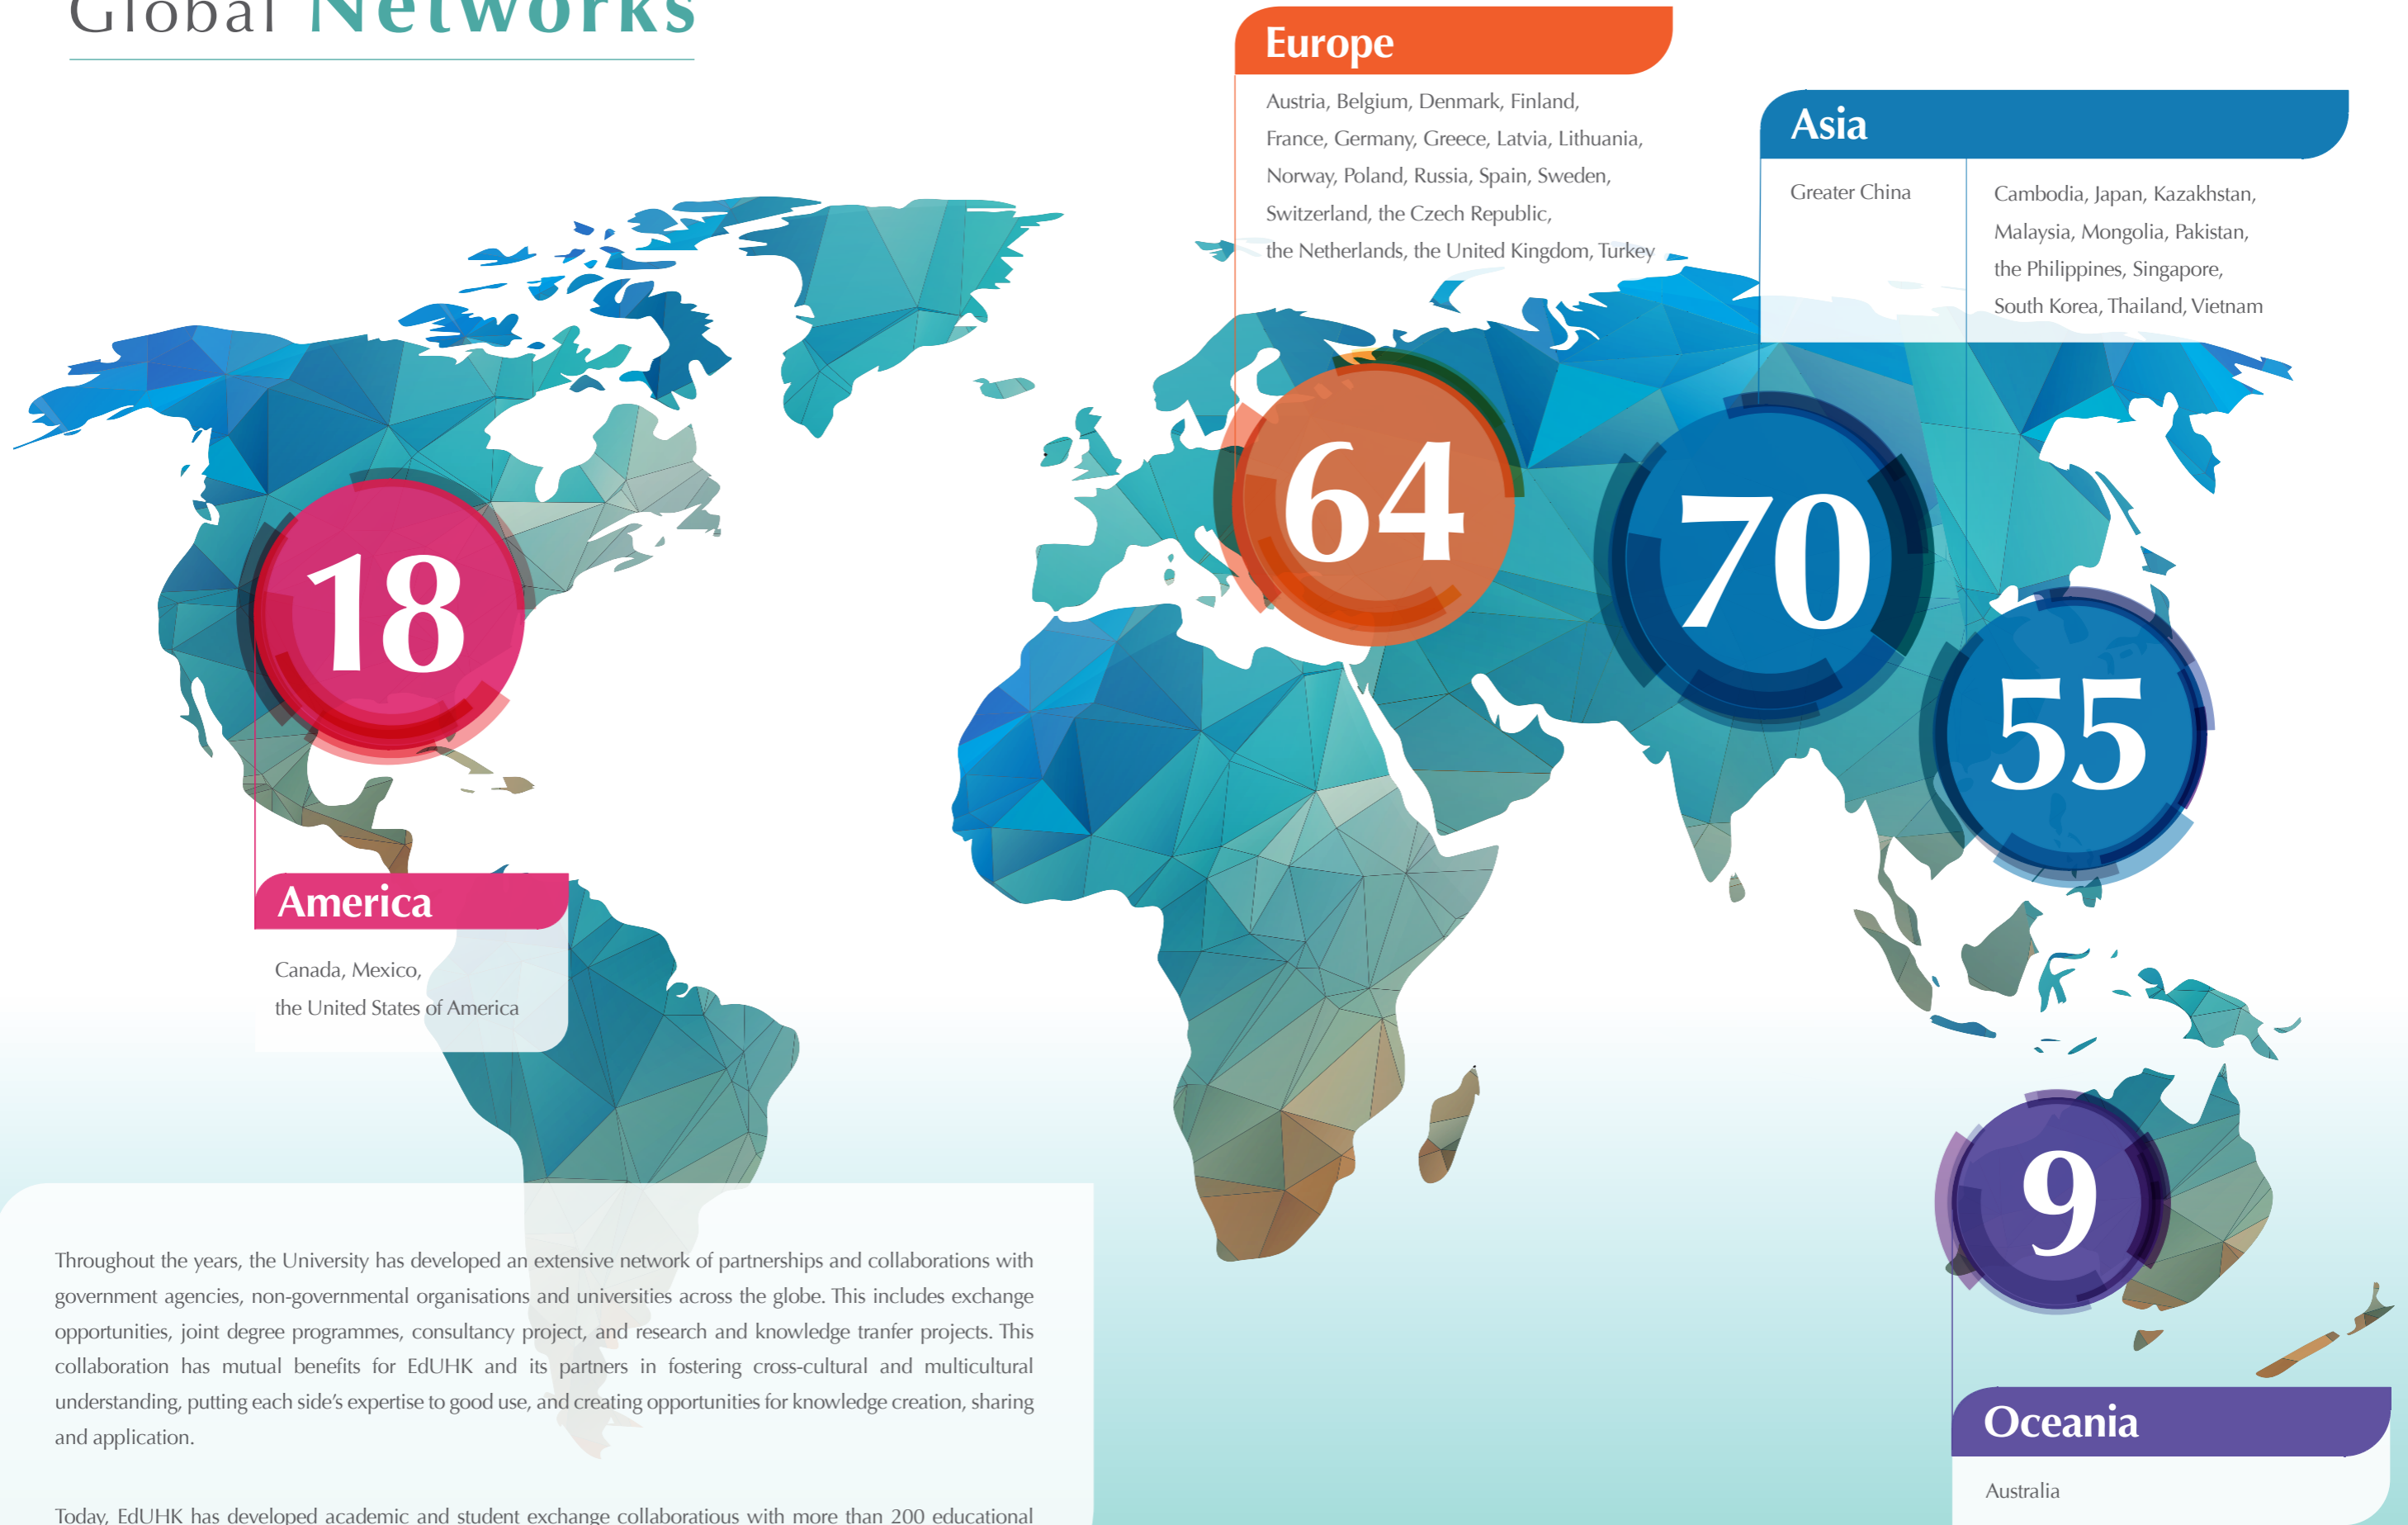 Global Networks
Europe
Austria, Belgium, Denmark, Finland,
France, Germany, Greece, Latvia, Lithuania,
Norway, Poland, Russia, Spain, Sweden,
Switzerland, the Czech Republic,
the Netherlands, the United Kingdom, Turkey
Asia
Greater China
Cambodia, Japan, Kazakhstan,
Malaysia, Mongolia, Pakistan,
the Philippines, Singapore,
South Korea, Thailand, Vietnam
64
70
18
55
America
Canada, Mexico,
the United States of America
9
Oceania
Australia
Throughout the years, the University has developed an extensive network of partnerships and collaborations with
government agencies, non-governmental organisations and universities across the globe. This includes exchange
opportunities, joint degree programmes, consultancy project, and research and knowledge tranfer projects. This
collaboration has mutual benefits for EdUHK and its partners in fostering cross-cultural and multicultural
understanding, putting each side's expertise to good use, and creating opportunities for knowledge creation, sharing
and application.
Today, EdUHK has developed academic and student exchange collaboratious with more than 200 educational